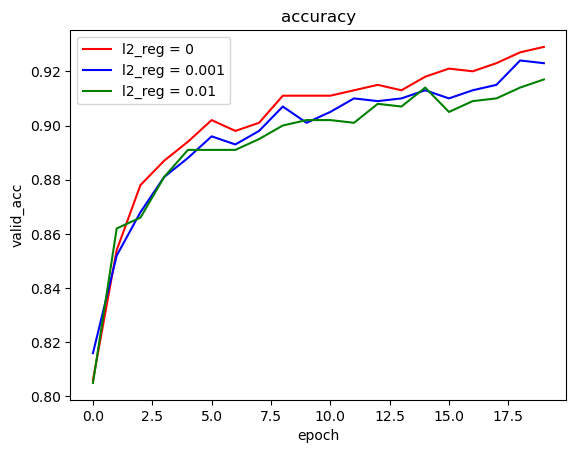 accuracy
l2_reg = 0
l2_reg = 0.001
l2_reg = 0.01
valid_acc
0.92
0.90
0.88
0.86
0.84
0.82
0.80
0.0 2.5 5.0 7.5 10.0 12.5 15.0 17.5
epoch